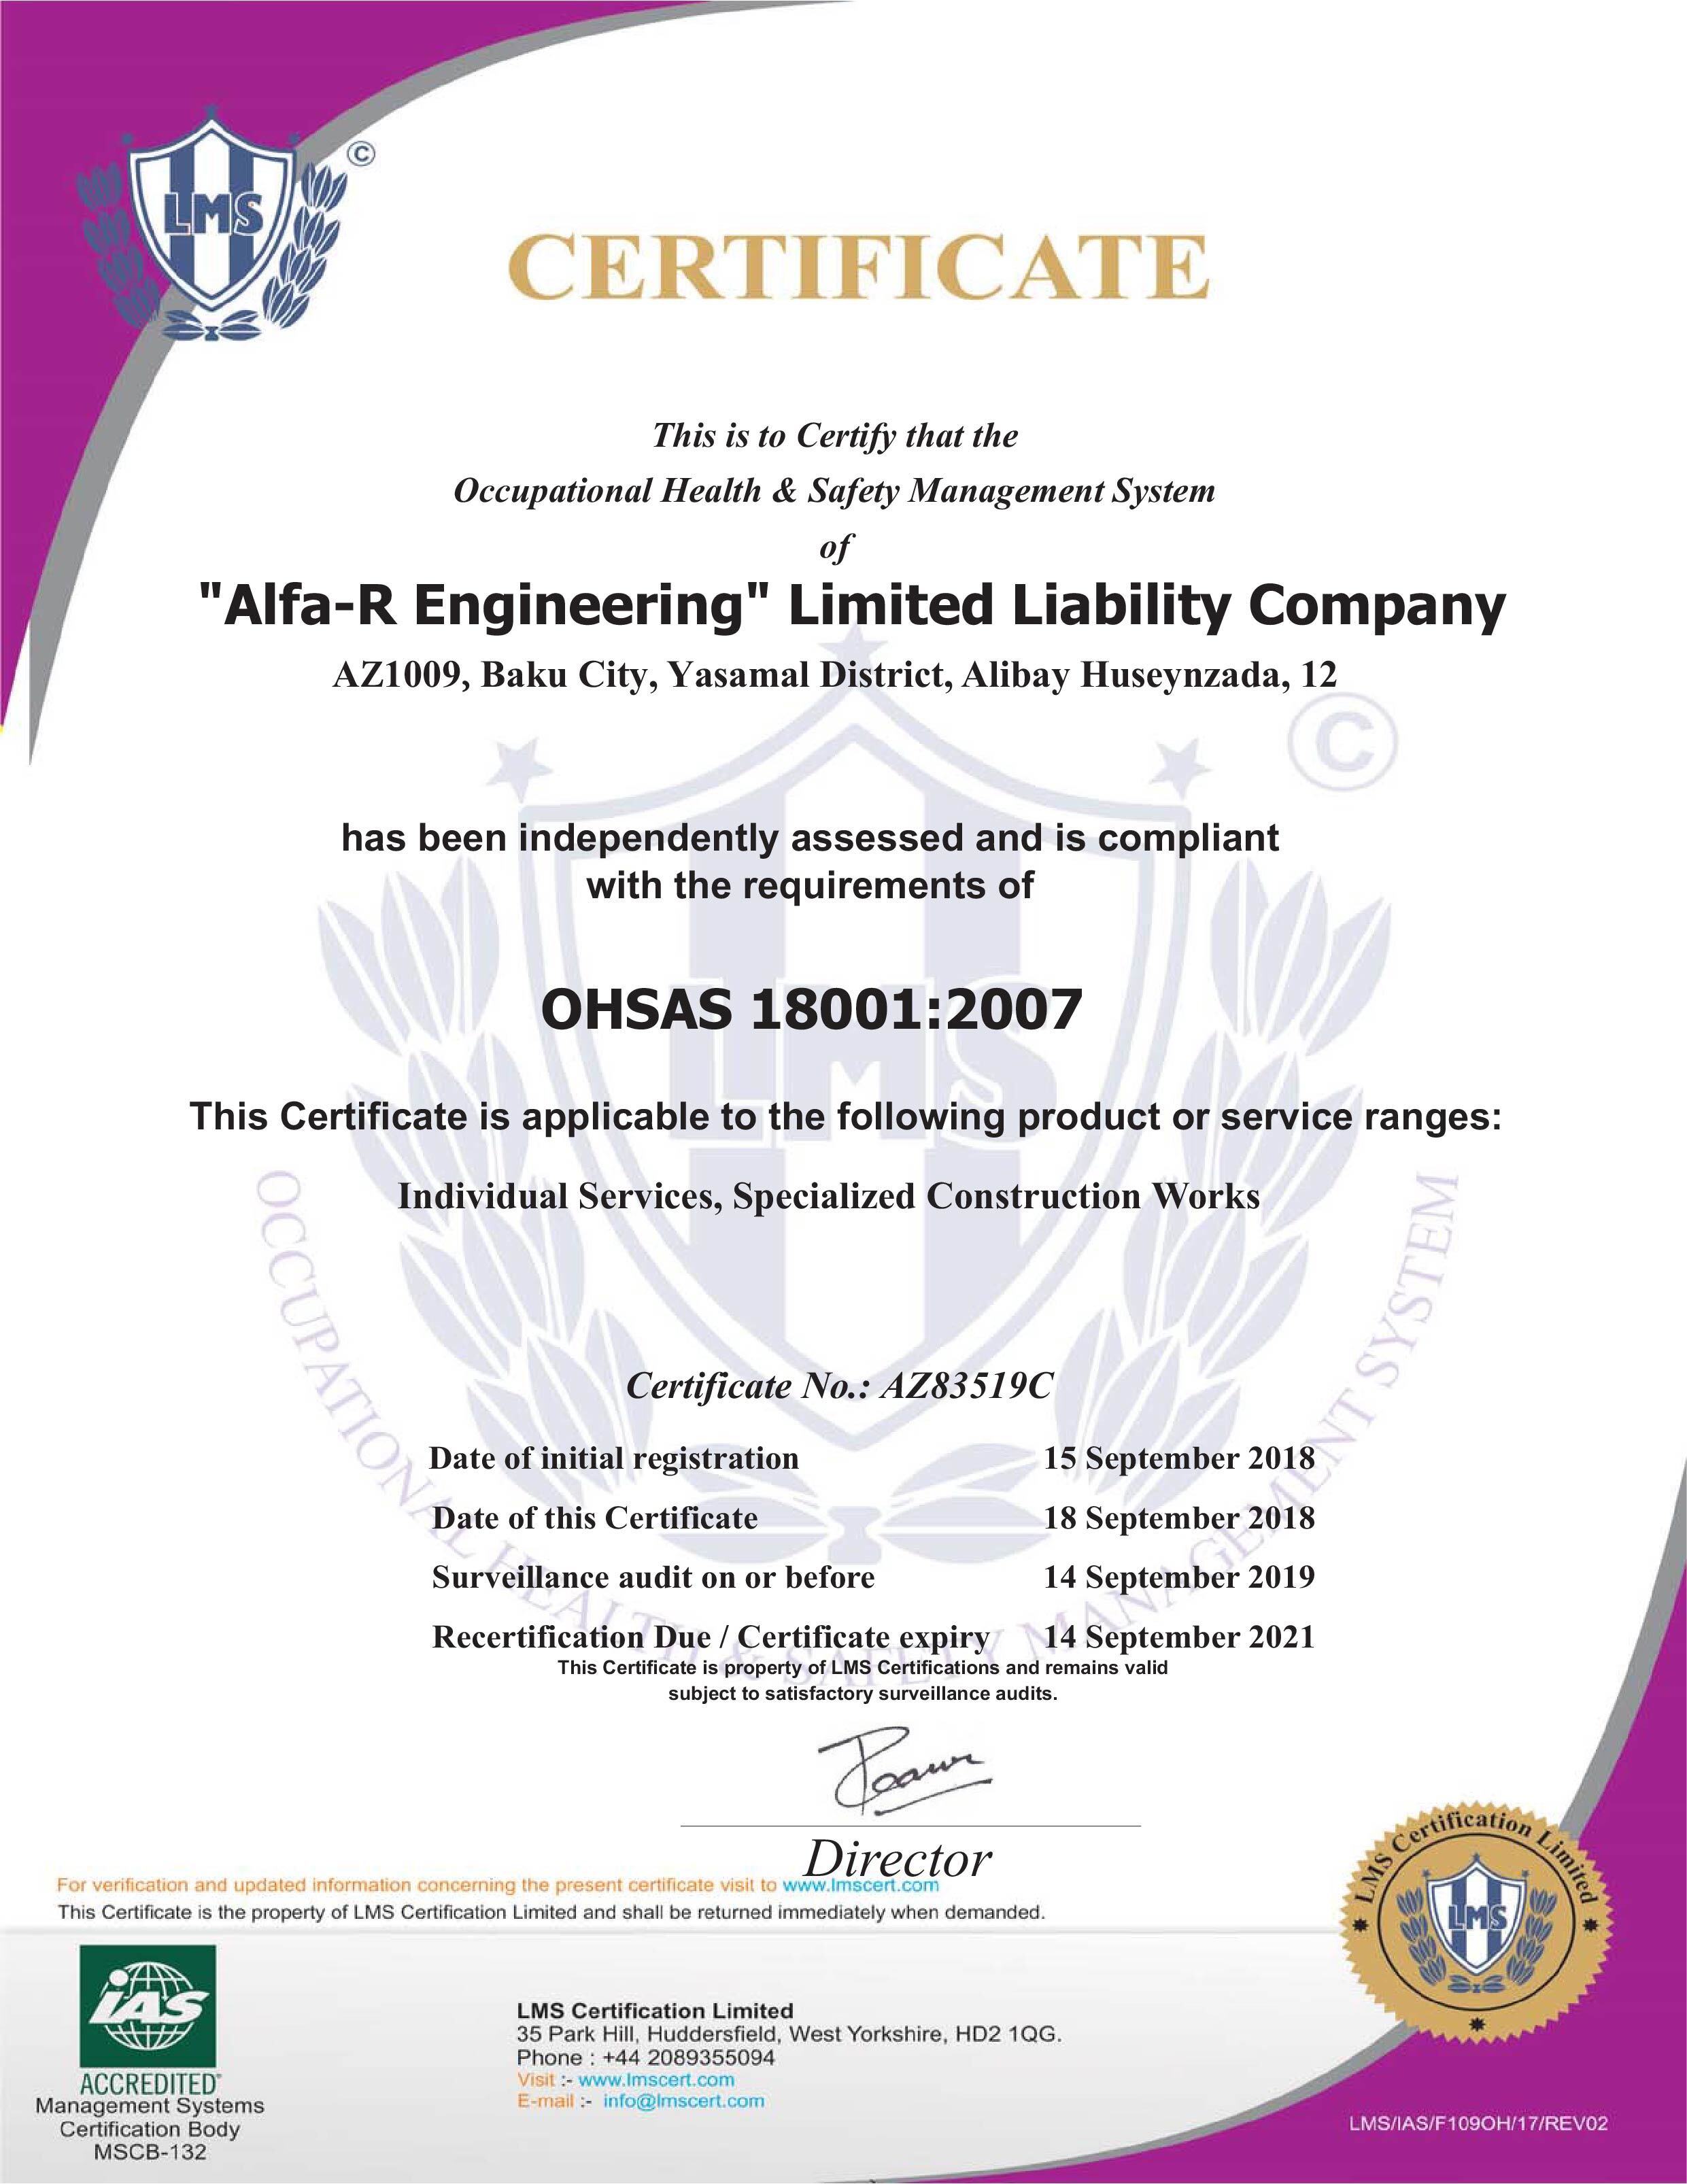 LMS
©
CERTIFICATE
This is to Certify that the
Occupational Health & Safety Management System
of
"Alfa-R Engineering" Limited Liability Company
AZ1009, Baku City, Yasamal District, Alibay Huseynzada, 12
©
has been independently assessed and is compliant
with the requirements of
OHSAS 18001:2007
LMS
This Certificate is applicable to the following product or service ranges:
Individual Services, Specialized Construction Works
OCCUPATIONAL HEALTH & SAFETY MANAGEMENT SYSTEM
Certificate No.: AZ83519C
Date of initial registration 15 September 2018
Date of this Certificate 18 September 2018
Surveillance audit on or before 14 September 2019
Recertification Due / Certificate expiry 14 September 2021
This Certificate is property of LMS Certifications and remains valid
subject to satisfactory surveillance audits.
Director
For verification and updated information concerning the present certificate visit to www.lmscert.com
This Certificate is the property of LMS Certification Limited and shall be returned immediately when demanded.
LMS Certification Limited
LMS
IAS
ACCREDITED
Management Systems
Certification Body
MSCB-132
LMS Certification Limited
35 Park Hill, Huddersfield, West Yorkshire, HD2 1QG.
Phone : +44 2089355094
Visit :- www.lmscert.com
E-mail :- info@lmscert.com
LMS/IAS/F109OH/17/REV02